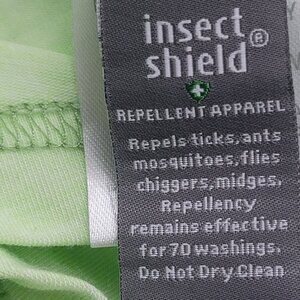 insect
shield®
REPELLENT APPAREL
Repels ticks, ants
mosquitoes, flies
chiggers, midges.
Repellency
remains effective
for 70 washings.
Do Not Dry Clean